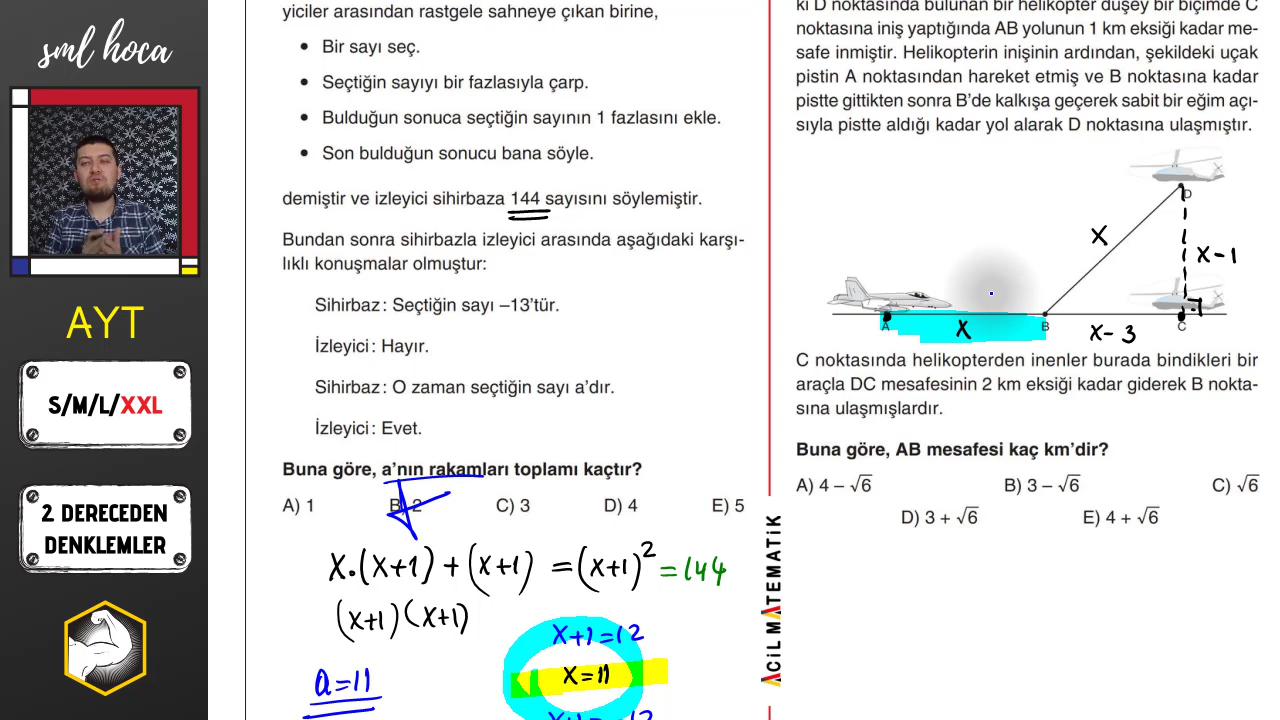 sml hoca
AYT
S/M/L/XXL
2. DERECEDEN
DENKLEMLER
yiciler arasından rastgele sahneye çıkan birine,
• Bir sayı seç.
• Seçtiğin sayıyı bir fazlasıyla çarp.
• Bulduğun sonuca seçtiğin sayının 1 fazlasını ekle.
• Son bulduğun sonucu bana söyle.
demiştir ve izleyici sihirbaza 144 sayısını söylemiştir.
Bundan sonra sihirbazla izleyici arasında aşağıdaki karşı-
lıklı konuşmalar olmuştur:
Sihirbaz: Seçtiğin sayı –13'tür.
İzleyici: Hayır.
Sihirbaz: O zaman seçtiğin sayı a'dır.
İzleyici: Evet.
Buna göre, a'nın rakamları toplamı kaçtır?
A) 1 B) 2 C) 3 D) 4 E) 5
x.(x+1) + (x+1) = (x+1)² = 144
(x+1)(x+1)
x+1=12
x=11
a=11
ACiL MATEMATiK
ki D noktasında bulunan bir helikopter düşey bir biçimde C
noktasına iniş yaptığında AB yolunun 1 km eksiği kadar me-
safe inmiştir. Helikopterin inişinin ardından, şekildeki uçak
pistin A noktasından hareket etmiş ve B noktasına kadar
pistte gittikten sonra B'de kalkışa geçerek sabit bir eğim açı-
sıyla pistte aldığı kadar yol alarak D noktasına ulaşmıştır.
D
x
x-1
A x B x-3 C
C noktasında helikopterden inenler burada bindikleri bir
araçla DC mesafesinin 2 km eksiği kadar giderek B nokta-
sına ulaşmışlardır.
Buna göre, AB mesafesi kaç km'dir?
A) 4 – √6 B) 3 – √6 C) √6
D) 3 + √6 E) 4 + √6